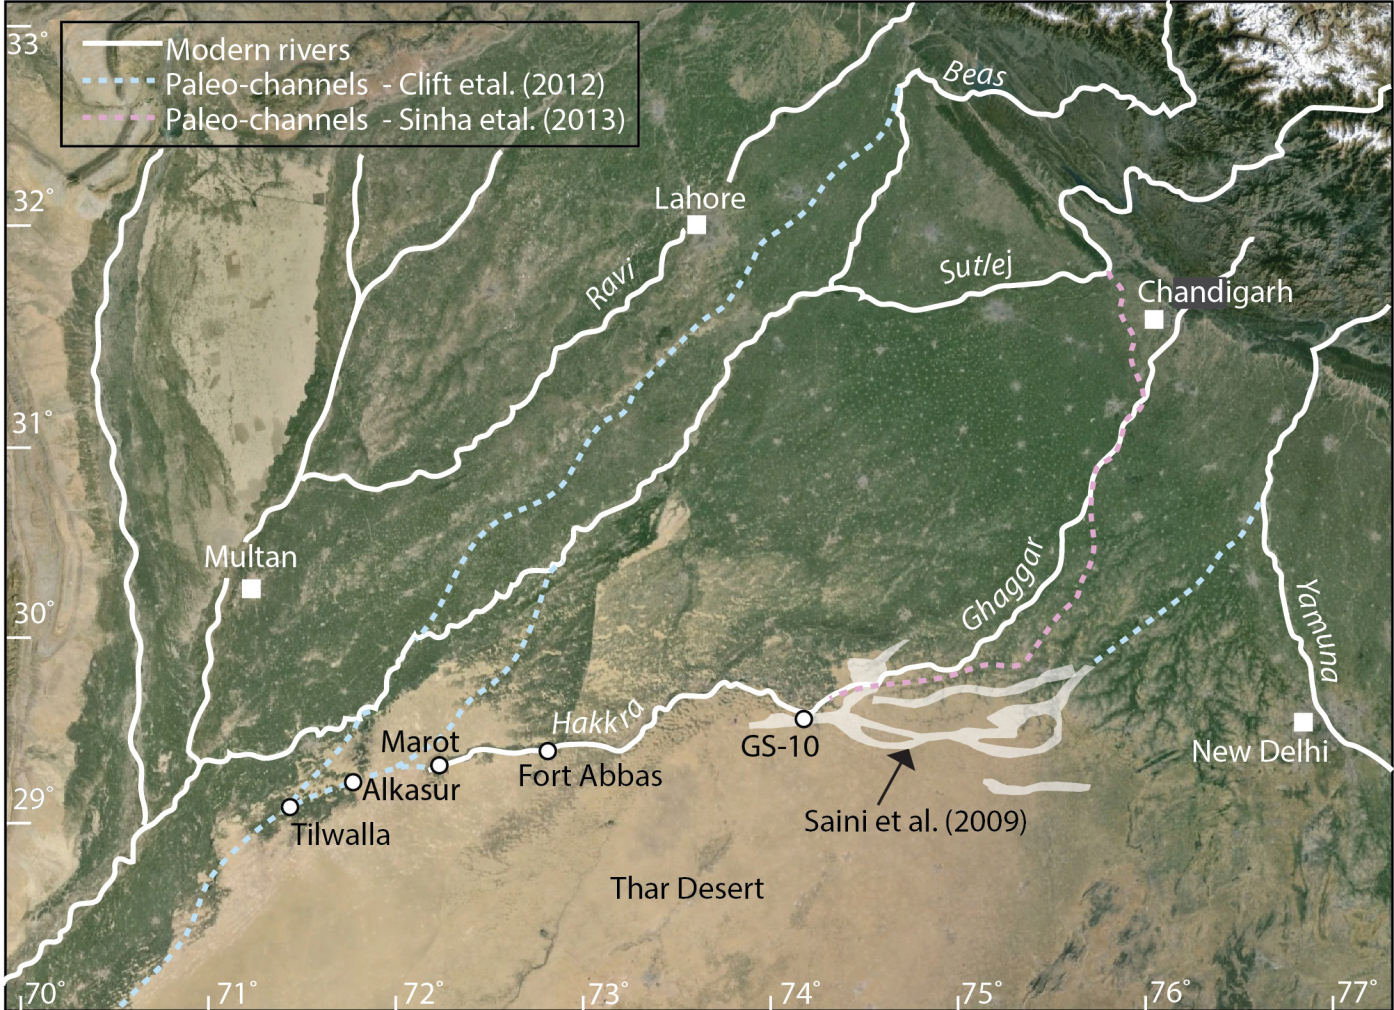 33°
Modern rivers
Paleo-channels - Clift etal. (2012)
Paleo-channels - Sinha etal. (2013)
Beas
32°
Lahore
Ravi
Sutlej
Chandigarh
31°
Multan
Ghaggar
30°
Yamuna
Hakkra
Marot
GS-10
New Delhi
Fort Abbas
Alkasur
29°
Tilwalla
Saini et al. (2009)
Thar Desert
70° 71° 72° 73° 74° 75° 76° 77°